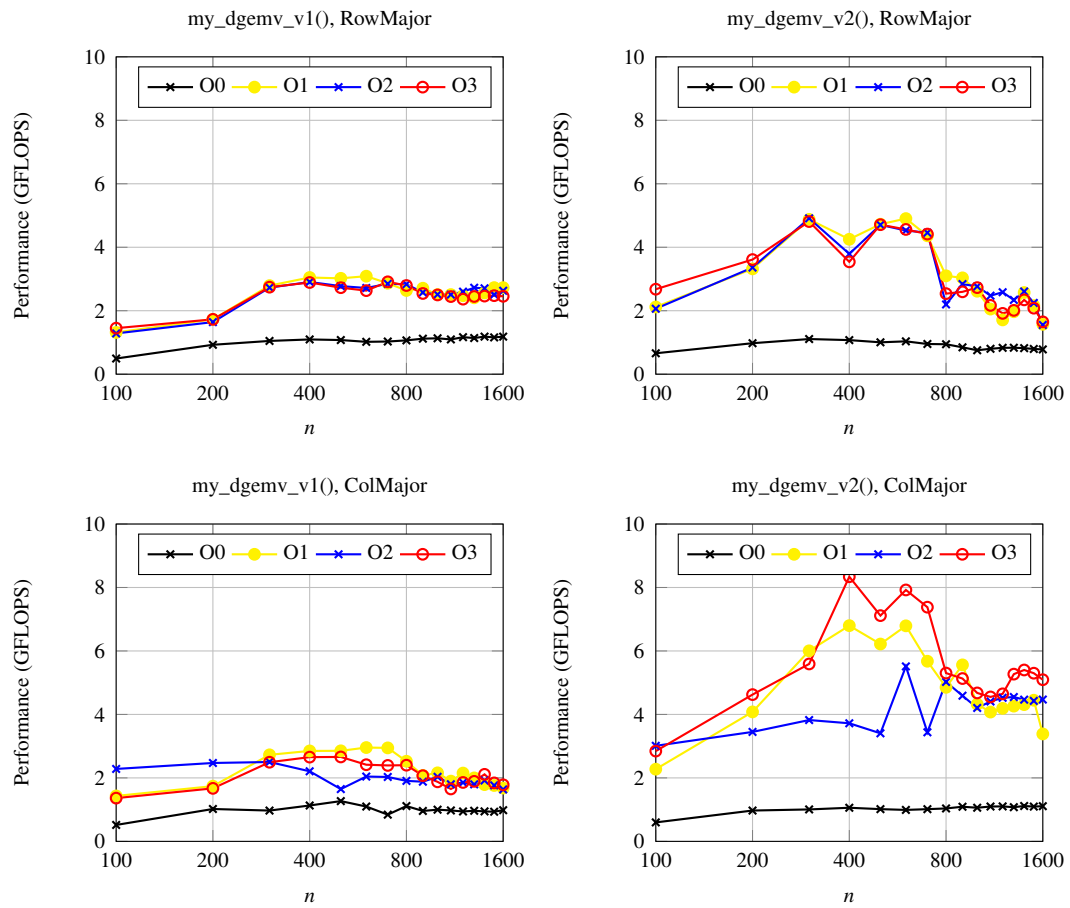 my_dgemv_v1(), RowMajor
10
8
6
4
2
0
Performance (GFLOPS)
O0 O1 O2 O3
100 200 400 800 1600
n
my_dgemv_v2(), RowMajor
10
8
6
4
2
0
Performance (GFLOPS)
O0 O1 O2 O3
100 200 400 800 1600
n
my_dgemv_v1(), ColMajor
10
8
6
4
2
0
Performance (GFLOPS)
O0 O1 O2 O3
100 200 400 800 1600
n
my_dgemv_v2(), ColMajor
10
8
6
4
2
0
Performance (GFLOPS)
O0 O1 O2 O3
100 200 400 800 1600
n